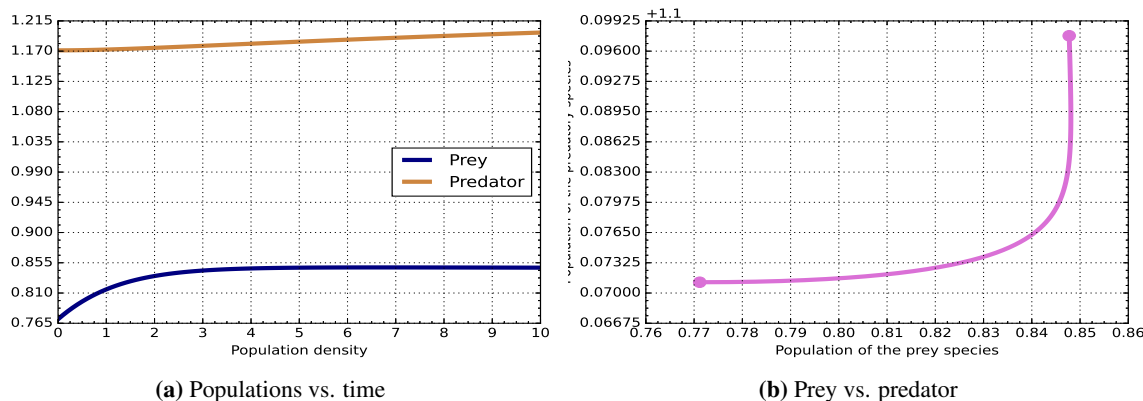 1.215
1.170
1.125
1.080
1.035
0.990
0.945
0.900
0.855
0.810
0.765
Prey
Predator
0 1 2 3 4 5 6 7 8 9 10
Population density
(a) Populations vs. time
+1.1
0.09925
0.09600
0.09275
0.08950
0.08625
0.08300
0.07975
0.07650
0.07325
0.07000
0.06675
of the predatory species
0.76 0.77 0.78 0.79 0.80 0.81 0.82 0.83 0.84 0.85 0.86
Population of the prey species
(b) Prey vs. predator